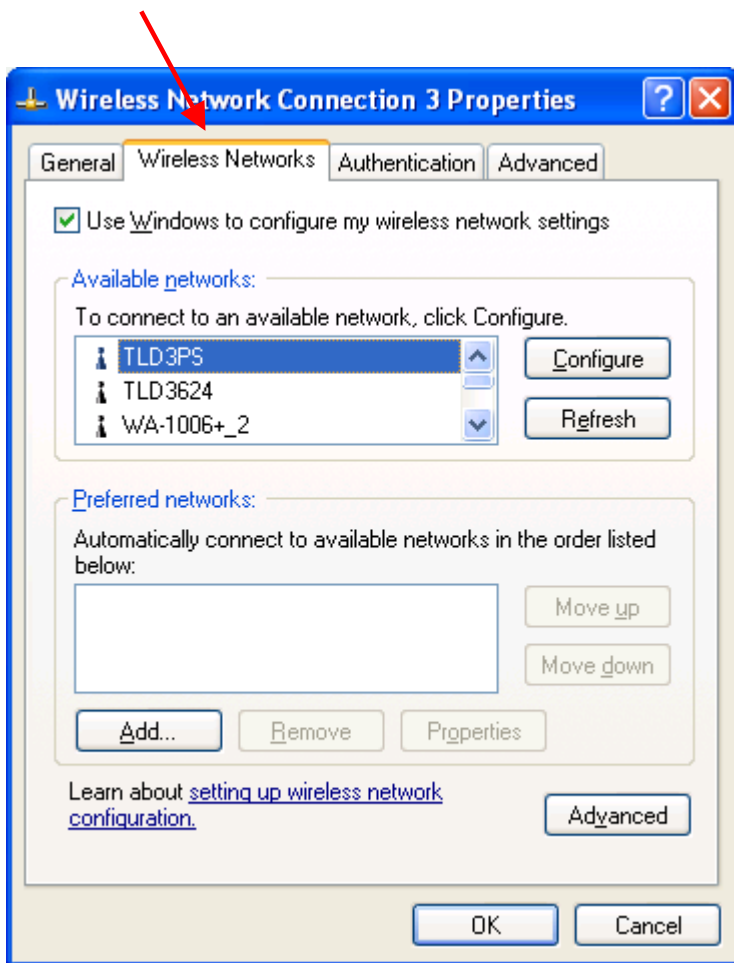 Wireless Network Connection 3 Properties
General Wireless Networks Authentication Advanced
Use Windows to configure my wireless network settings
Available networks:
To connect to an available network, click Configure.
TLD3PS
Configure
TLD3624
WA-1006+_2
Refresh
Preferred networks:
Automatically connect to available networks in the order listed
below:
Move up
Move down
Add... Remove Properties
Learn about setting up wireless network
configuration.
Advanced
OK Cancel